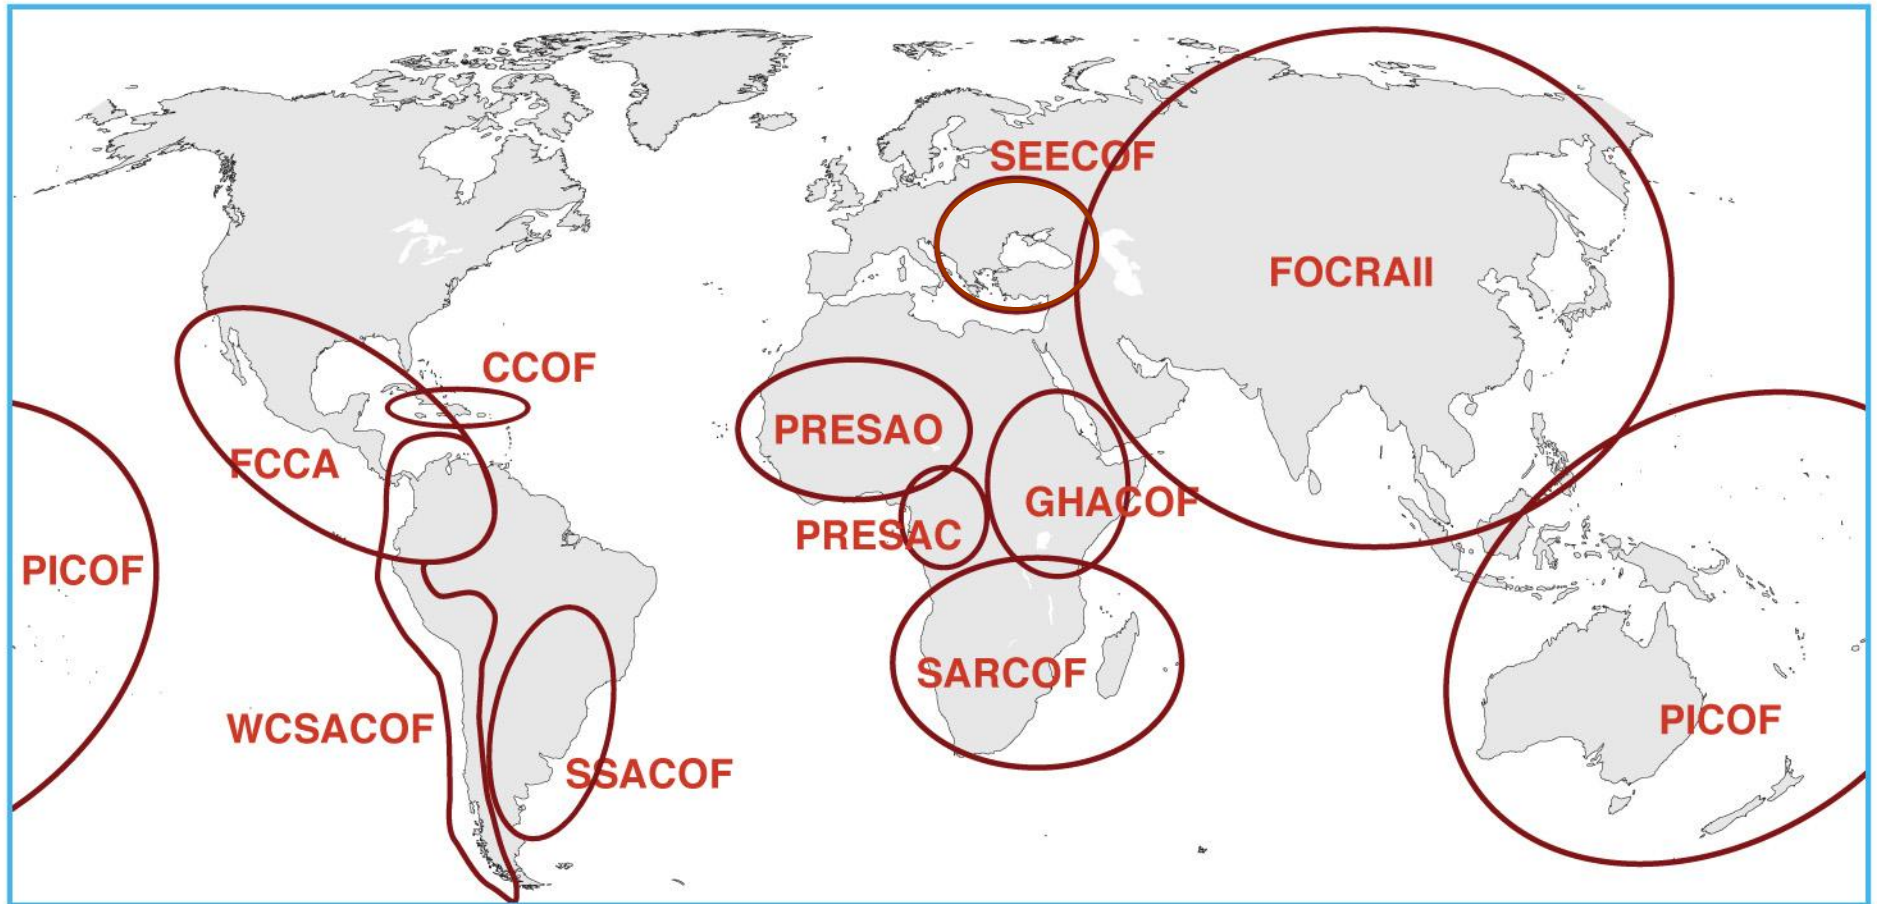 SEECOF
FOCRAII
CCOF
PRESAO
FCCA
GHACOF
PRESAC
PICOF
SARCOF
PICOF
WCSACOF
SSACOF